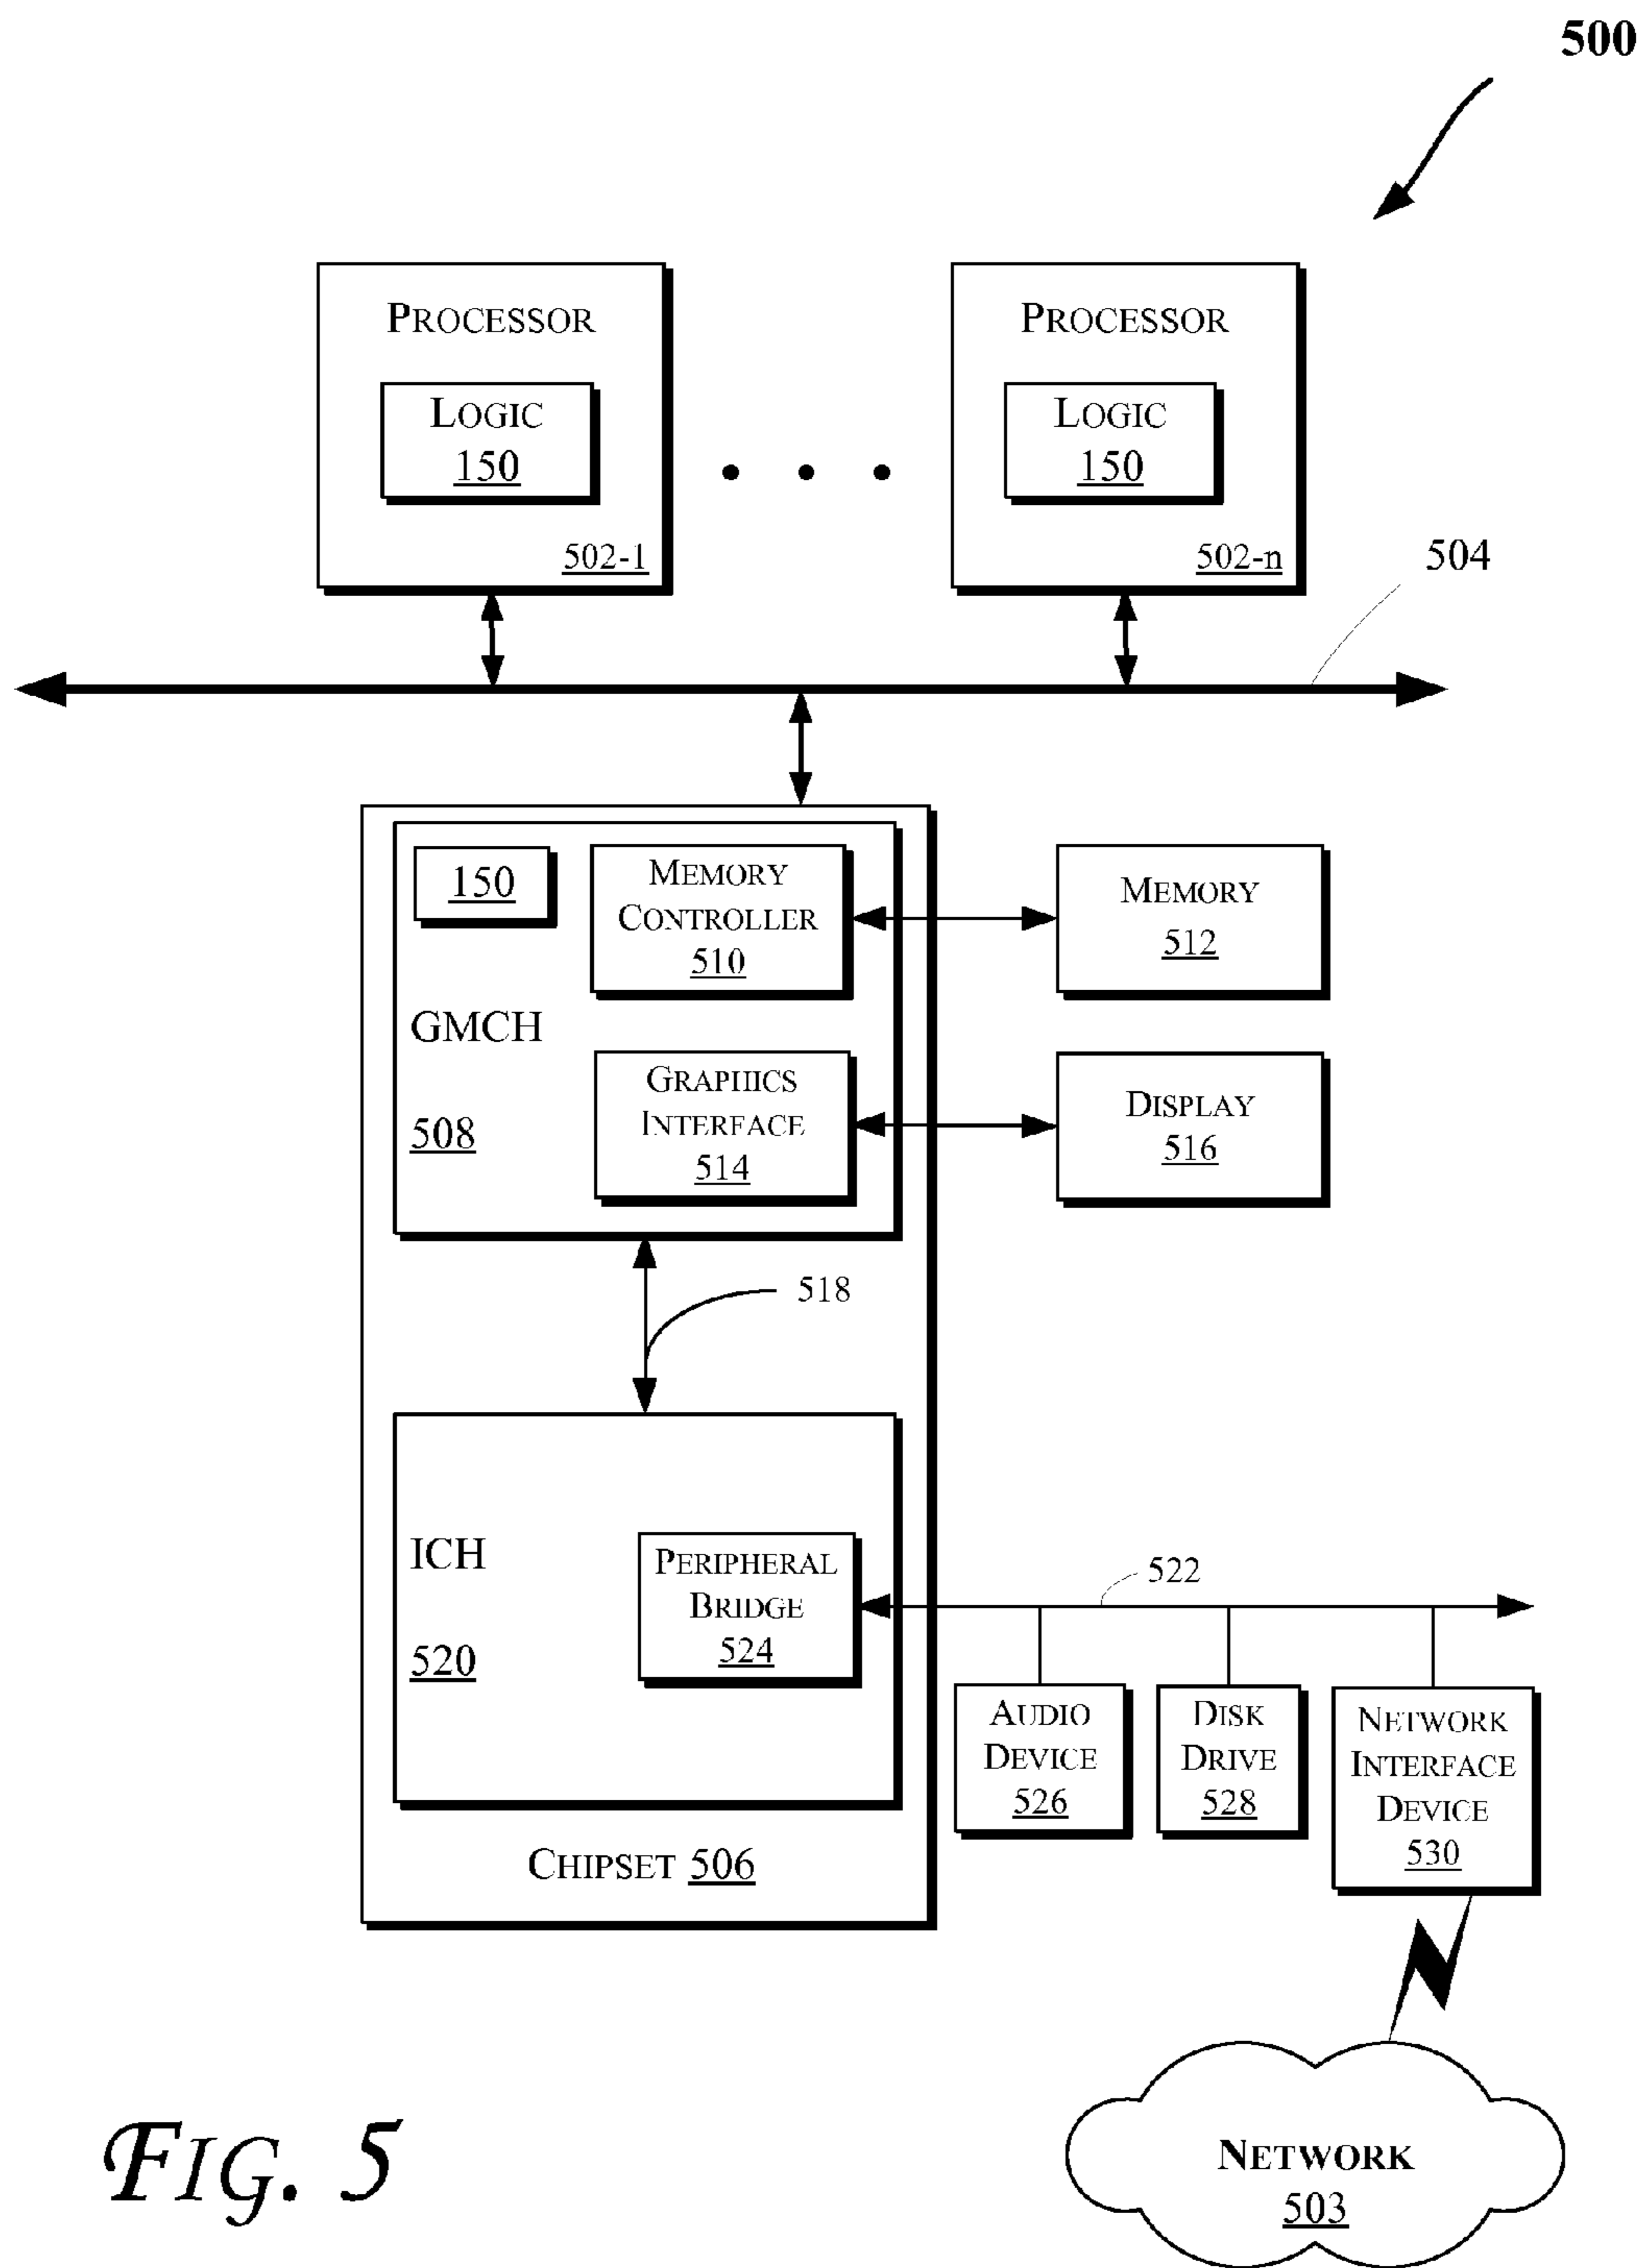 500
PROCESSOR
LOGIC
150
502-1
PROCESSOR
LOGIC
150
502-n
504
150
MEMORY
CONTROLLER
510
GMCH
508
GRAPHICS
INTERFACE
514
MEMORY
512
DISPLAY
516
518
ICH
520
PERIPHERAL
BRIDGE
524
522
AUDIO
DEVICE
526
DISK
DRIVE
528
NETWORK
INTERFACE
DEVICE
530
CHIPSET 506
NETWORK
503
FIG. 5